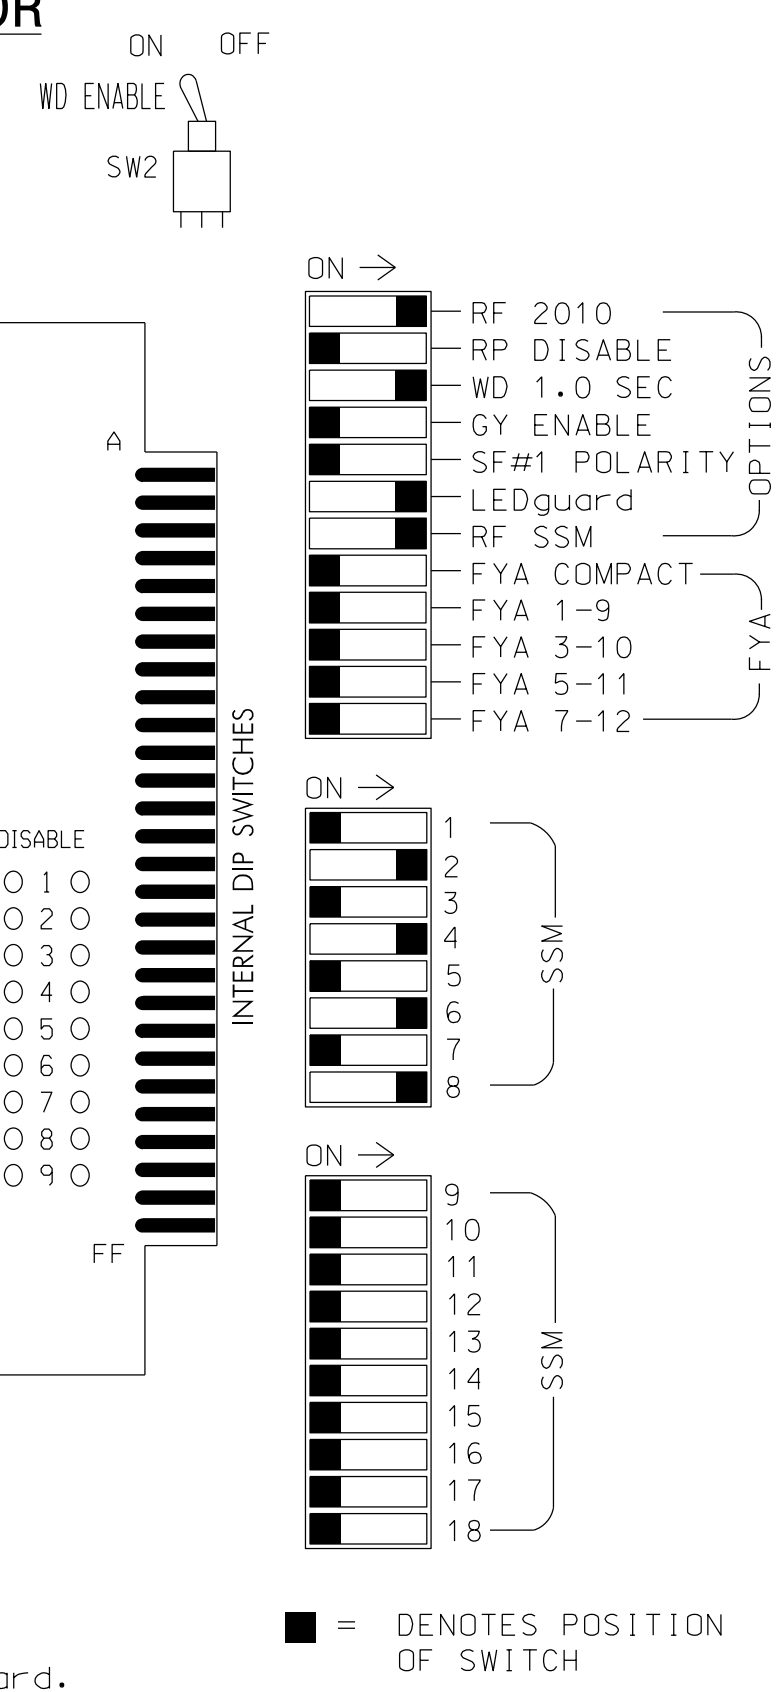 ON OFF
WD ENABLE
SW2
ON
RF 2010
RP DISABLE
WD 1.0 SEC
GY ENABLE
SF#1 POLARITY
LEDguard
RF SSM
OPTIONS
FYA COMPACT
FYA 1-9
FYA 3-10
FYA 5-11
FYA 7-12
FYA
A
FF
INTERNAL DIP SWITCHES
DISABLE
1
2
3
4
5
6
7
8
9
ON
1
2
3
4
5
6
7
8
SSM
ON
9
10
11
12
13
14
15
16
17
18
SSM
= DENOTES POSITION
OF SWITCH